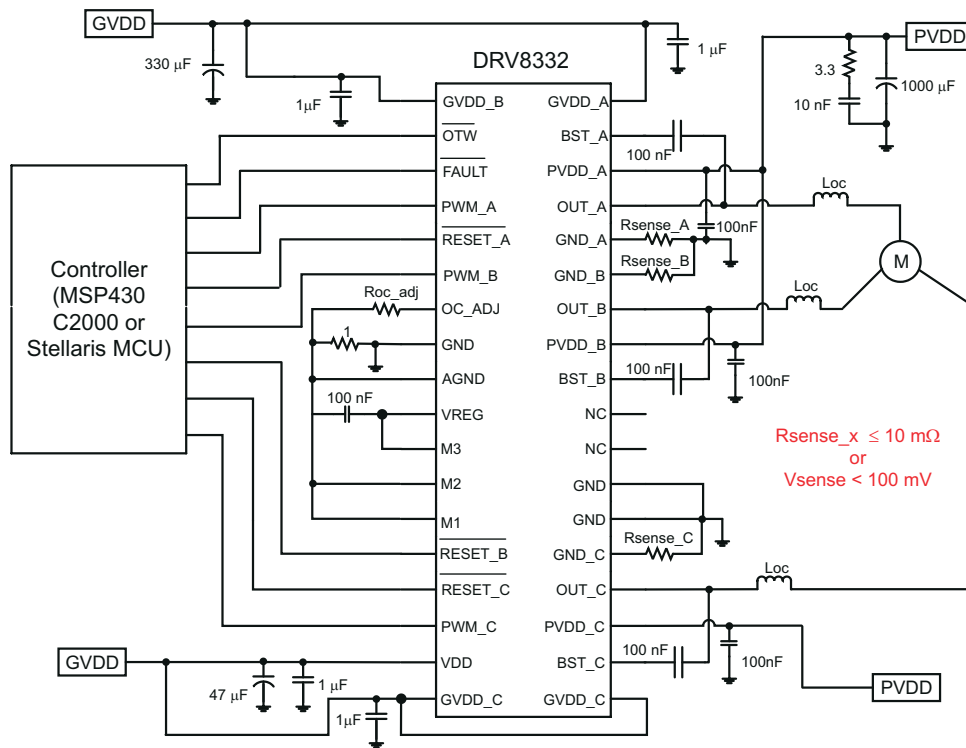 GVDD
PVDD
330 μF
1μF
1 μF
3.3
10 nF
1000 μF
DRV8332
GVDD_B
OTW
FAULT
PWM_A
RESET_A
PWM_B
OC_ADJ
GND
AGND
VREG
M3
M2
M1
RESET_B
RESET_C
PWM_C
VDD
GVDD_C
GVDD_A
BST_A
PVDD_A
OUT_A
GND_A
GND_B
OUT_B
PVDD_B
BST_B
NC
NC
GND
GND
GND_C
OUT_C
PVDD_C
BST_C
GVDD_C
Controller
(MSP430
C2000 or
Stellaris MCU)
Roc_adj
1
100 nF
100 nF
Loc
100nF
Rsense_A
Rsense_B
M
Loc
100 nF
100nF
Rsense_x ≤ 10 mΩ
or
Vsense < 100 mV
Rsense_C
Loc
100 nF
100nF
PVDD
GVDD
47 μF
1 μF
1μF